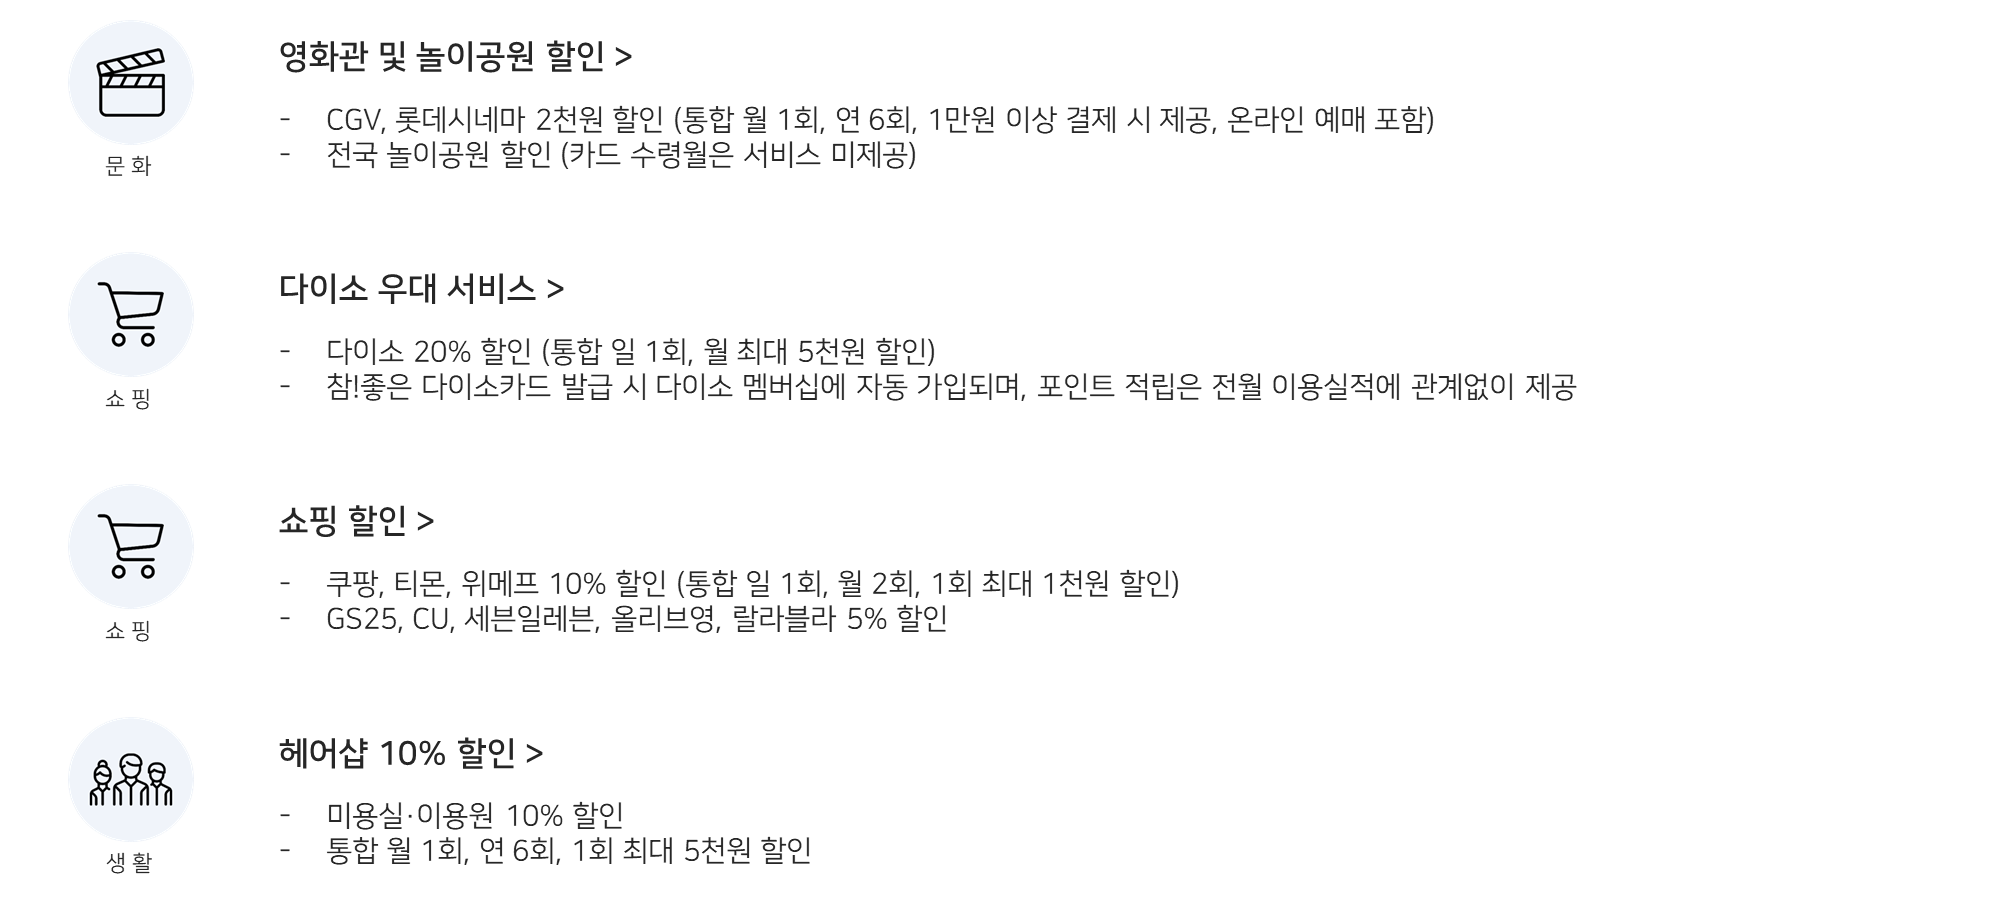 영화관 및 놀이공원 할인 >
- CGV, 롯데시네마 2천원 할인 (통합 월 1회, 연 6회, 1만원 이상 결제 시 제공, 온라인 예매 포함)
- 전국 놀이공원 할인 (카드 수령월은 서비스 미제공)
문화
다이소 우대 서비스 >
- 다이소 20% 할인 (통합 일 1회, 월 최대 5천원 할인)
- 참!좋은 다이소카드 발급 시 다이소 멤버십에 자동 가입되며, 포인트 적립은 전월 이용실적에 관계없이 제공
쇼핑
쇼핑 할인 >
- 쿠팡, 티몬, 위메프 10% 할인 (통합 일 1회, 월 2회, 1회 최대 1천원 할인)
- GS25, CU, 세븐일레븐, 올리브영, 랄라블라 5% 할인
쇼핑
헤어샵 10% 할인 >
- 미용실·이용원 10% 할인
- 통합 월 1회, 연 6회, 1회 최대 5천원 할인
생활